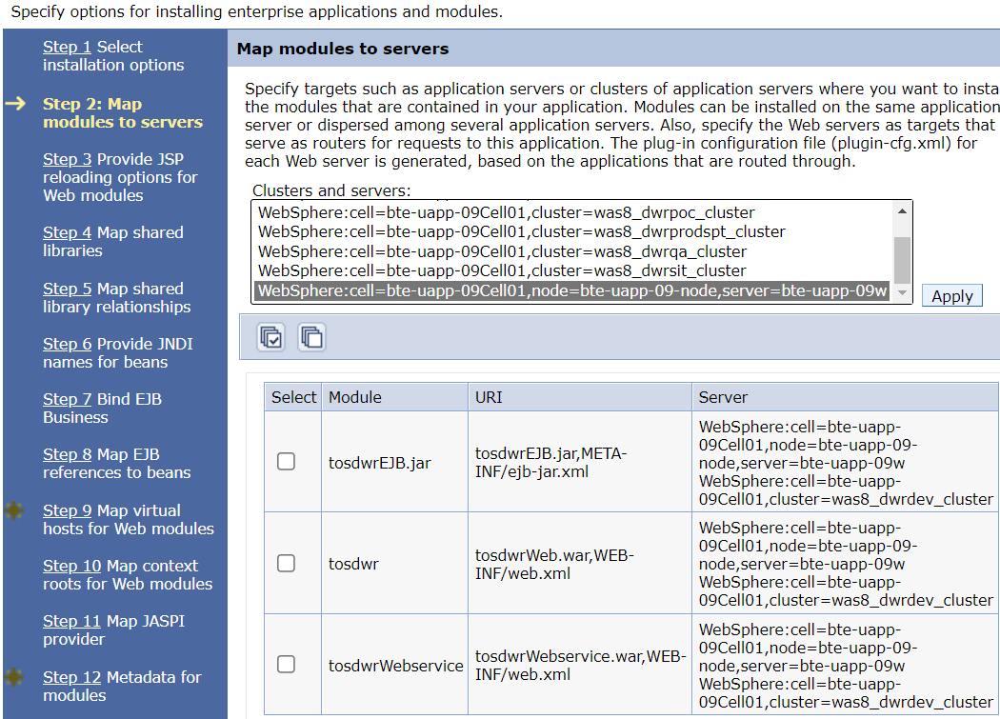 Specify options for installing enterprise applications and modules.
Step 1 Select
installation options
Step 2: Map
modules to servers
Step 3 Provide JSP
reloading options for
Web modules
Step 4 Map shared
libraries
Step 5 Map shared
library relationships
Step 6 Provide JNDI
names for beans
Step 7 Bind EJB
Business
Step 8 Map EJB
references to beans
Step 9 Map virtual
hosts for Web modules
Step 10 Map context
roots for Web modules
Step 11 Map JASPI
provider
Step 12 Metadata for
modules
Map modules to servers
Specify targets such as application servers or clusters of application servers where you want to insta
the modules that are contained in your application. Modules can be installed on the same application
server or dispersed among several application servers. Also, specify the Web servers as targets that
serve as routers for requests to this application. The plug-in configuration file (plugin-cfg.xml) for
each Web server is generated, based on the applications that are routed through.
Clusters and servers:
WebSphere:cell=bte-uapp-09Cell01,cluster=was8_dwrpoc_cluster
WebSphere:cell=bte-uapp-09Cell01,cluster=was8_dwrprodspt_cluster
WebSphere:cell=bte-uapp-09Cell01,cluster=was8_dwrqa_cluster
WebSphere:cell=bte-uapp-09Cell01,cluster=was8_dwrsit_cluster
WebSphere:cell=bte-uapp-09Cell01,node=bte-uapp-09-node,server=bte-uapp-09w
Apply
Select Module URI Server
tosdwrEJB.jar
tosdwrEJB.jar,META-
INF/ejb-jar.xml
WebSphere:cell=bte-uapp-
09Cell01,node=bte-uapp-09-
node,server=bte-uapp-09w
WebSphere:cell=bte-uapp-
09Cell01,cluster=was8_dwrdev_cluster
tosdwr
tosdwrWeb.war,WEB-
INF/web.xml
WebSphere:cell=bte-uapp-
09Cell01,node=bte-uapp-09-
node,server=bte-uapp-09w
WebSphere:cell=bte-uapp-
09Cell01,cluster=was8_dwrdev_cluster
tosdwrWebservice
tosdwrWebservice.war,WEB-
INF/web.xml
WebSphere:cell=bte-uapp-
09Cell01,node=bte-uapp-09-
node,server=bte-uapp-09w
WebSphere:cell=bte-uapp-
09Cell01,cluster=was8_dwrdev_cluster